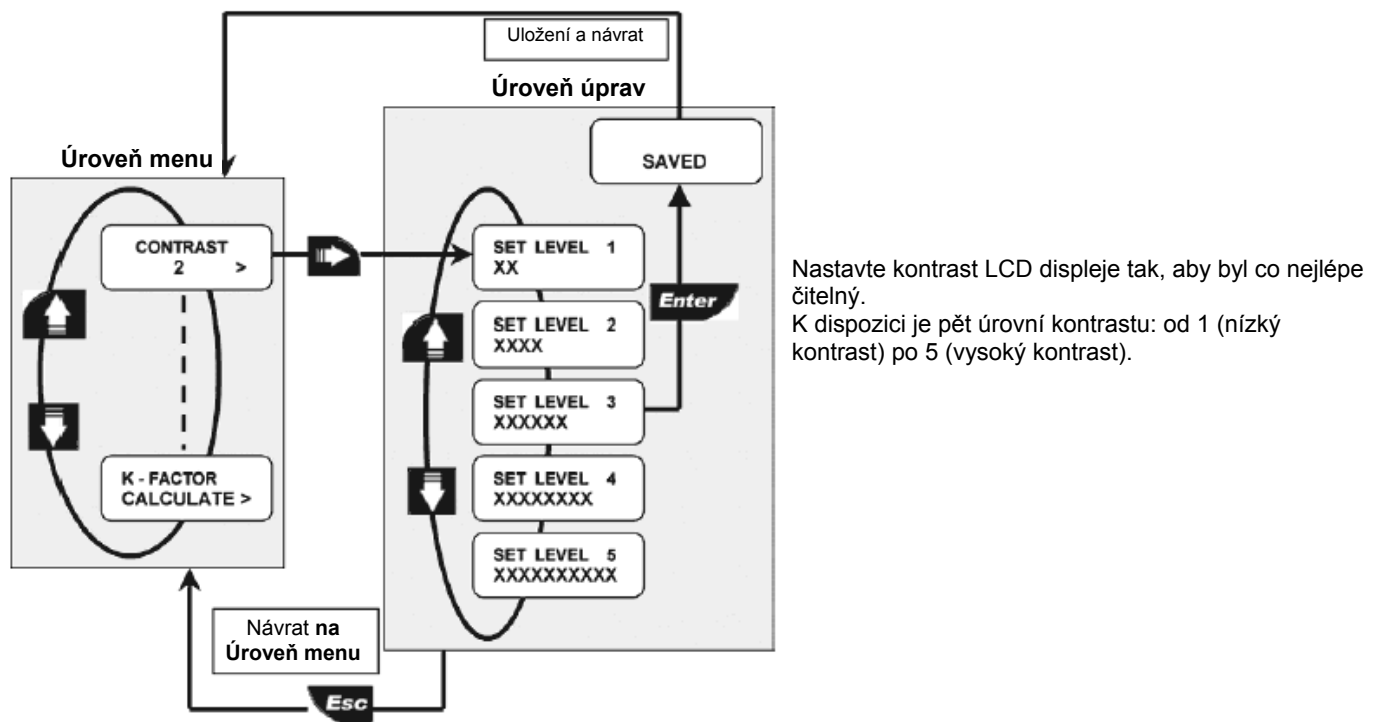 Uložení a návrat
Úroveň úprav
SAVED
Úroveň menu
CONTRAST
2 >
SET LEVEL 1
XX
Enter
SET LEVEL 2
XXXX
SET LEVEL 3
XXXXXX
SET LEVEL 4
XXXXXXXX
SET LEVEL 5
XXXXXXXXXX
K - FACTOR
CALCULATE >
Návrat na
Úroveň menu
Esc
Nastavte kontrast LCD displeje tak, aby byl co nejlépe
čitelný.
K dispozici je pět úrovní kontrastu: od 1 (nízký
kontrast) po 5 (vysoký kontrast).